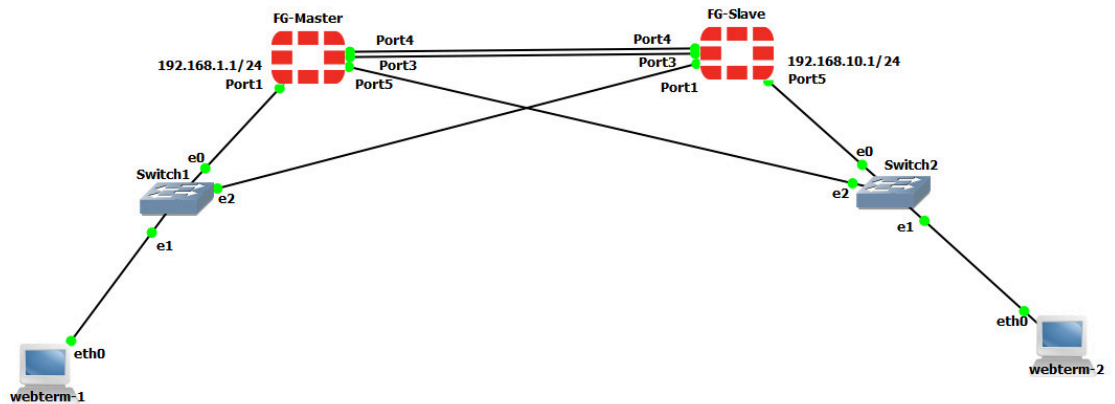 FG-Master
FG-Slave
Port4
Port4
192.168.1.1/24
Port3
Port3
192.168.10.1/24
Port1
Port5
Port1
Port5
e0
Switch1
e2
e1
e0
Switch2
e2
e1
eth0
webterm-1
eth0
webterm-2